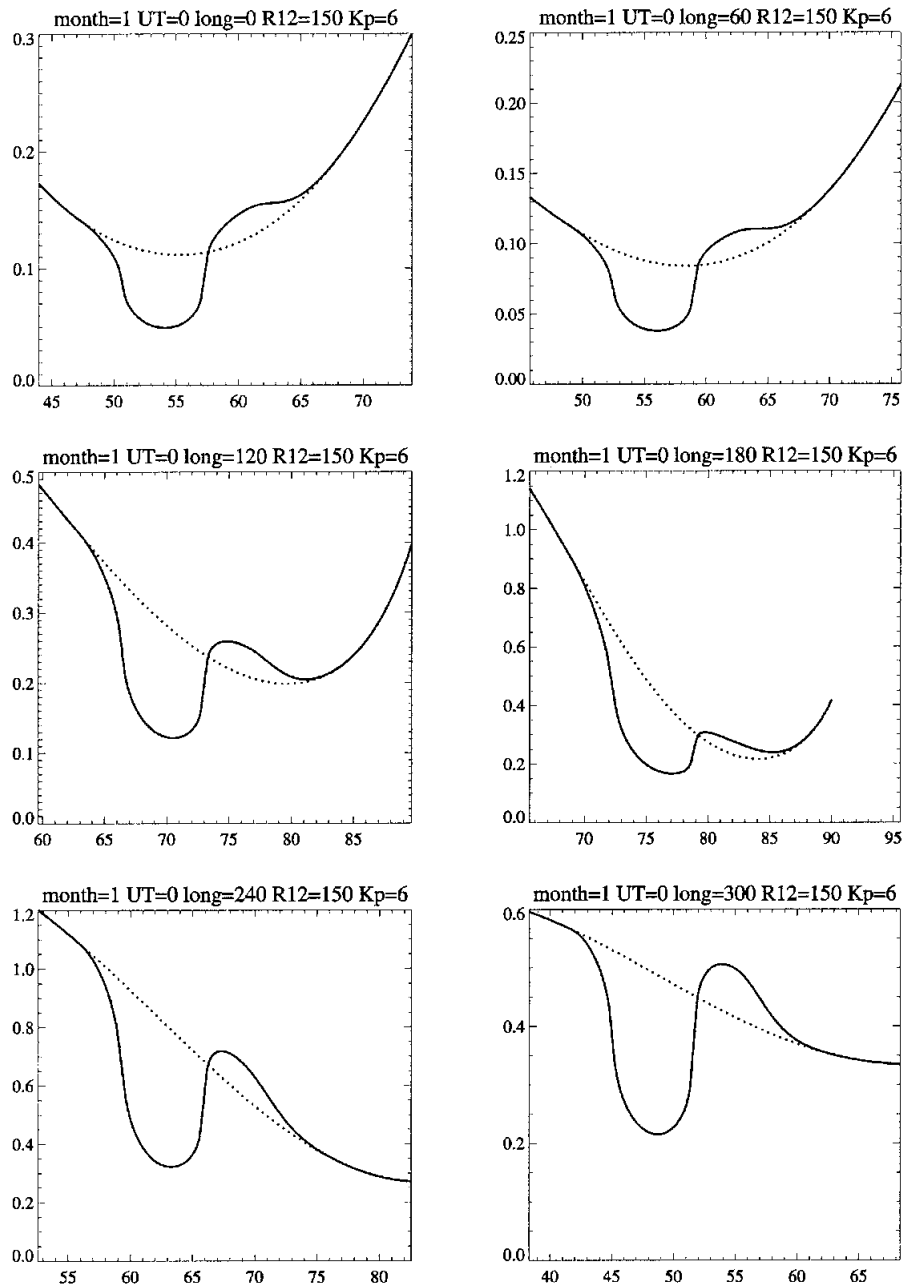 month=1 UT=0 long=0 R12=150 Kp=6
0.3
0.2
0.1
0.0
45 50 55 60 65 70
month=1 UT=0 long=60 R12=150 Kp=6
0.25
0.20
0.15
0.10
0.05
0.00
50 55 60 65 70 75
month=1 UT=0 long=120 R12=150 Kp=6
0.5
0.4
0.3
0.2
0.1
0.0
60 65 70 75 80 85
month=1 UT=0 long=180 R12=150 Kp=6
1.2
1.0
0.8
0.6
0.4
0.2
0.0
70 75 80 85 90 95
month=1 UT=0 long=240 R12=150 Kp=6
1.2
1.0
0.8
0.6
0.4
0.2
0.0
55 60 65 70 75 80
month=1 UT=0 long=300 R12=150 Kp=6
0.6
0.4
0.2
0.0
40 45 50 55 60 65